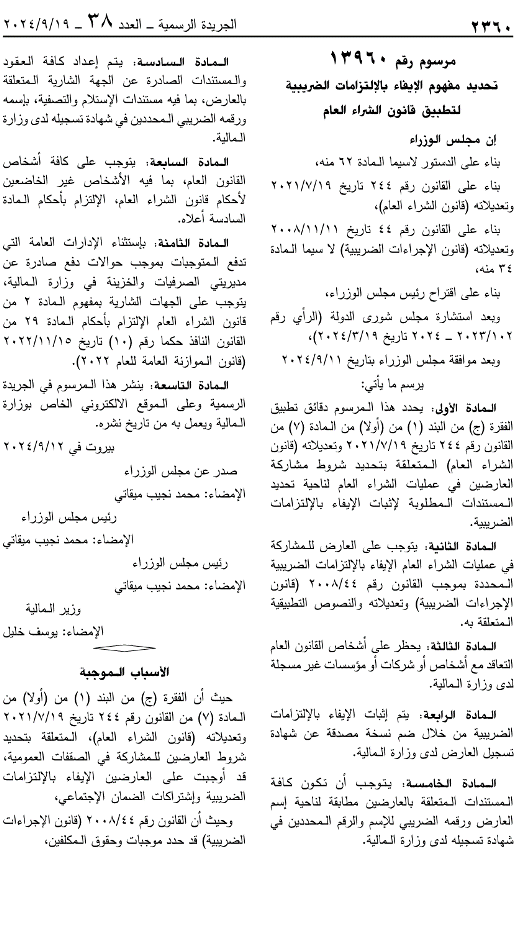 ٢٣٦٠
الجريدة الرسمية ــ العدد ٣٨ ــ ٢٠٢٤/٩/١٩
مرسوم رقم ١٣٩٦٠
تحديد مفهوم الإيفاء بالإلتزامات الضريبية
لتطبيق قانون الشراء العام
إن مجلس الوزراء
بناء على الدستور لاسيما المادة ٦٢ منه،
بناء على القانون رقم ٢٤٤ تاريخ ٢٠٢١/٧/١٩
وتعديلاته (قانون الشراء العام)،
بناء على القانون رقم ٤٤ تاريخ ٢٠٠٨/١١/١١
وتعديلاته (قانون الإجراءات الضريبية) لا سيما المادة
٣٤ منه،
بناء على اقتراح رئيس مجلس الوزراء،
وبعد استشارة مجلس شورى الدولة (الرأي رقم
٢٠٢٣/١٠٢ ــ ٢٠٢٤ تاريخ ٢٠٢٤/٣/١٩)،
وبعد موافقة مجلس الوزراء بتاريخ ٢٠٢٤/٩/١١
يرسم ما يأتي:
المادة الأولى: يحدد هذا المرسوم دقائق تطبيق
الفقرة (ج) من البند (١) من (أولا) من المادة (٧) من
القانون رقم ٢٤٤ تاريخ ٢٠٢١/٧/١٩ وتعديلاته (قانون
الشراء العام) المتعلقة بتحديد شروط مشاركة
العارضين في عمليات الشراء العام لناحية تحديد
المستندات المطلوبة لإثبات الإيفاء بالإلتزامات
الضريبية.
المادة الثانية: يتوجب على العارض للمشاركة
في عمليات الشراء العام الإيفاء بالإلتزامات الضريبية
المحددة بموجب القانون رقم ٢٠٠٨/٤٤ (قانون
الإجراءات الضريبية) وتعديلاته والنصوص التطبيقية
المتعلقة به.
المادة الثالثة: يحظر على أشخاص القانون العام
التعاقد مع أشخاص أو شركات أو مؤسسات غير مسجلة
لدى وزارة المالية.
المادة الرابعة: يتم إثبات الإيفاء بالإلتزامات
الضريبية من خلال ضم نسخة مصدقة عن شهادة
تسجيل العارض لدى وزارة المالية.
المادة الخامسة: يتوجب أن تكون كافة
المستندات المتعلقة بالعارضين مطابقة لناحية إسم
العارض ورقمه الضريبي للإسم والرقم المحددين في
شهادة تسجيله لدى وزارة المالية.
المادة السادسة: يتم إعداد كافة العقود
والمستندات الصادرة عن الجهة الشارية المتعلقة
بالعارض، بما فيه مستندات الإستلام والتصفية، بإسمه
ورقمه الضريبي المحددين في شهادة تسجيله لدى وزارة
المالية.
المادة السابعة: يتوجب على كافة أشخاص
القانون العام، بما فيه الأشخاص غير الخاضعين
لأحكام قانون الشراء العام، الإلتزام بأحكام المادة
السادسة أعلاه.
المادة الثامنة: بإستثناء الإدارات العامة التي
تدفع المتوجبات بموجب حوالات دفع صادرة عن
مديريتي الصرفيات والخزينة في وزارة المالية،
يتوجب على الجهات الشارية بمفهوم المادة ٢ من
قانون الشراء العام الإلتزام بأحكام المادة ٢٩ من
القانون النافذ حكما رقم (١٠) تاريخ ٢٠٢٢/١١/١٥
(قانون الموازنة العامة للعام ٢٠٢٢).
المادة التاسعة: ينشر هذا المرسوم في الجريدة
الرسمية وعلى الموقع الالكتروني الخاص بوزارة
المالية ويعمل به من تاريخ نشره.
بيروت في ٢٠٢٤/٩/١٢
صدر عن مجلس الوزراء
الإمضاء: محمد نجيب ميقاتي
رئيس مجلس الوزراء
الإمضاء: محمد نجيب ميقاتي
رئيس مجلس الوزراء
الإمضاء: محمد نجيب ميقاتي
وزير المالية
الإمضاء: يوسف خليل
الأسباب الموجبة
حيث أن الفقرة (ج) من البند (١) من (أولا) من
المادة (٧) من القانون رقم ٢٤٤ تاريخ ٢٠٢١/٧/١٩
وتعديلاته (قانون الشراء العام)، المتعلقة بتحديد
شروط العارضين للمشاركة في الصفقات العمومية،
قد أوجبت على العارضين الإيفاء بالإلتزامات
الضريبية وإشتراكات الضمان الإجتماعي،
وحيث أن القانون رقم ٢٠٠٨/٤٤ (قانون الإجراءات
الضريبية) قد حدد موجبات وحقوق المكلفين،